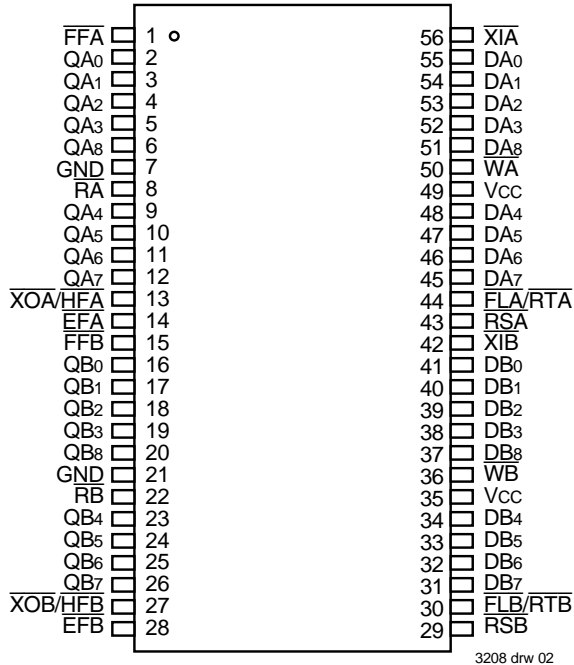 FFA 1 56 XIA
QA0 2 55 DA0
QA1 3 54 DA1
QA2 4 53 DA2
QA3 5 52 DA3
QA8 6 51 DA8
GND 7 50 WA
RA 8 49 VCC
QA4 9 48 DA4
QA5 10 47 DA5
QA6 11 46 DA6
QA7 12 45 DA7
XOA/HFA 13 44 FLA/RTA
EFA 14 43 RSA
FFB 15 42 XIB
QB0 16 41 DB0
QB1 17 40 DB1
QB2 18 39 DB2
QB3 19 38 DB3
QB8 20 37 DB8
GND 21 36 WB
RB 22 35 VCC
QB4 23 34 DB4
QB5 24 33 DB5
QB6 25 32 DB6
QB7 26 31 DB7
XOB/HFB 27 30 FLB/RTB
EFB 28 29 RSB
3208 drw 02